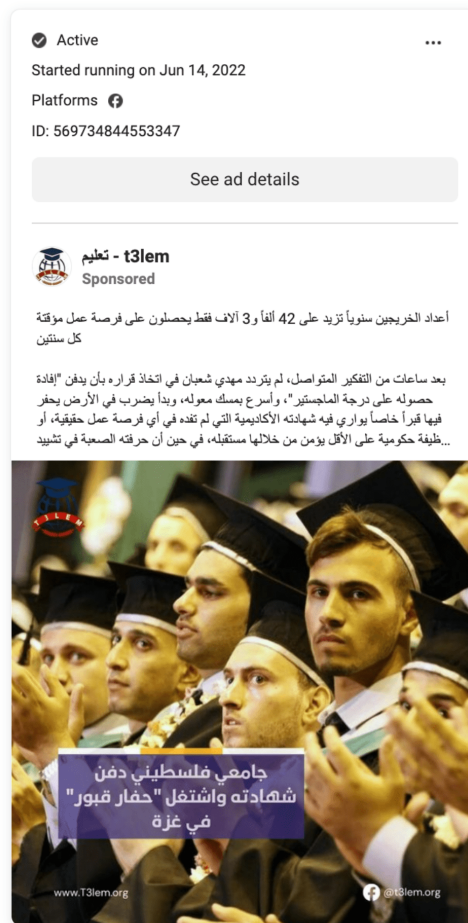 Active
Started running on Jun 14, 2022
Platforms
ID: 569734844553347
See ad details
t3lem - تعليم
Sponsored
أعداد الخريجين سنوياً تزيد على 42 ألفاً و3 آلاف فقط يحصلون على فرصة عمل مؤقتة
كل سنتين
بعد ساعات من التفكير المتواصل، لم يتردد مهدي شعبان في اتخاذ قراره بأن يدفن "إفادة
حصوله على درجة الماجستير"، وأسرع بمسك معوله، وبدأ يضرب في الأرض يحفر
فيها قبراً خاصاً يواري فيه شهادته الأكاديمية التي لم تفده في أي فرصة عمل حقيقية، أو
ظيفة حكومية على الأقل يؤمن من خلالها مستقبله، في حين أن حرفته الصعبة في تشييد...
T3LEM
جامعي فلسطيني دفن
شهادته واشتغل "حفار قبور"
في غزة
www.T3lem.org
@t3lem.org